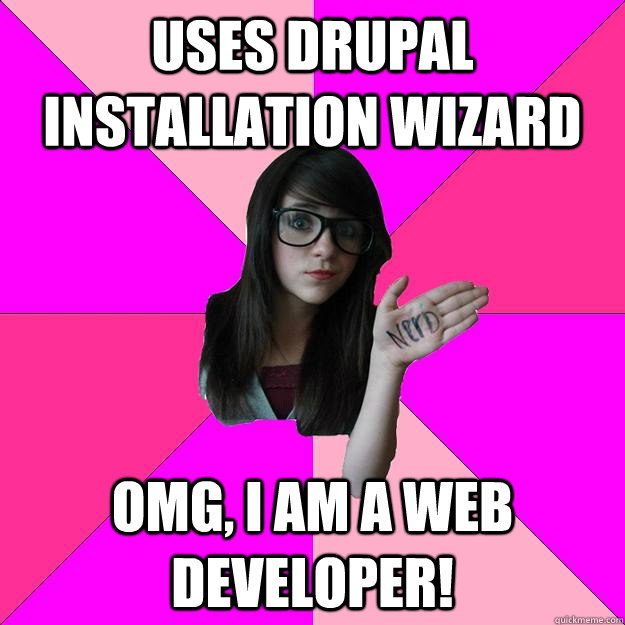 USES DRUPAL
INSTALLATION WIZARD
NerD
OMG, I AM A WEB
DEVELOPER!
quickmeme.com